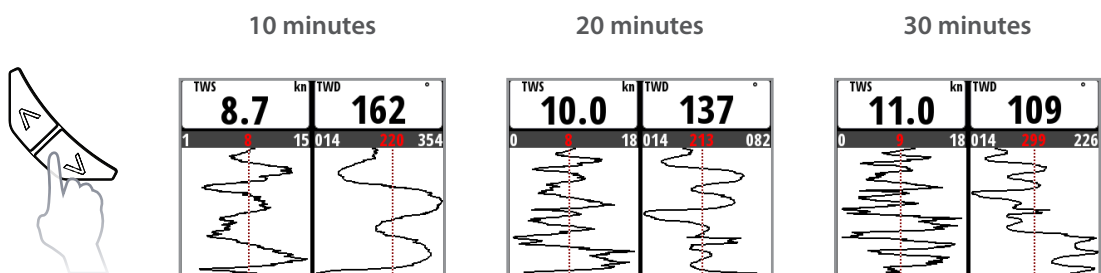 10 minutes 20 minutes 30 minutes
TWS kn TWD °
8.7 162
1 8 15 014 220 354
TWS kn TWD °
10.0 137
0 8 18 014 213 082
TWS kn TWD °
11.0 109
0 9 18 014 299 226